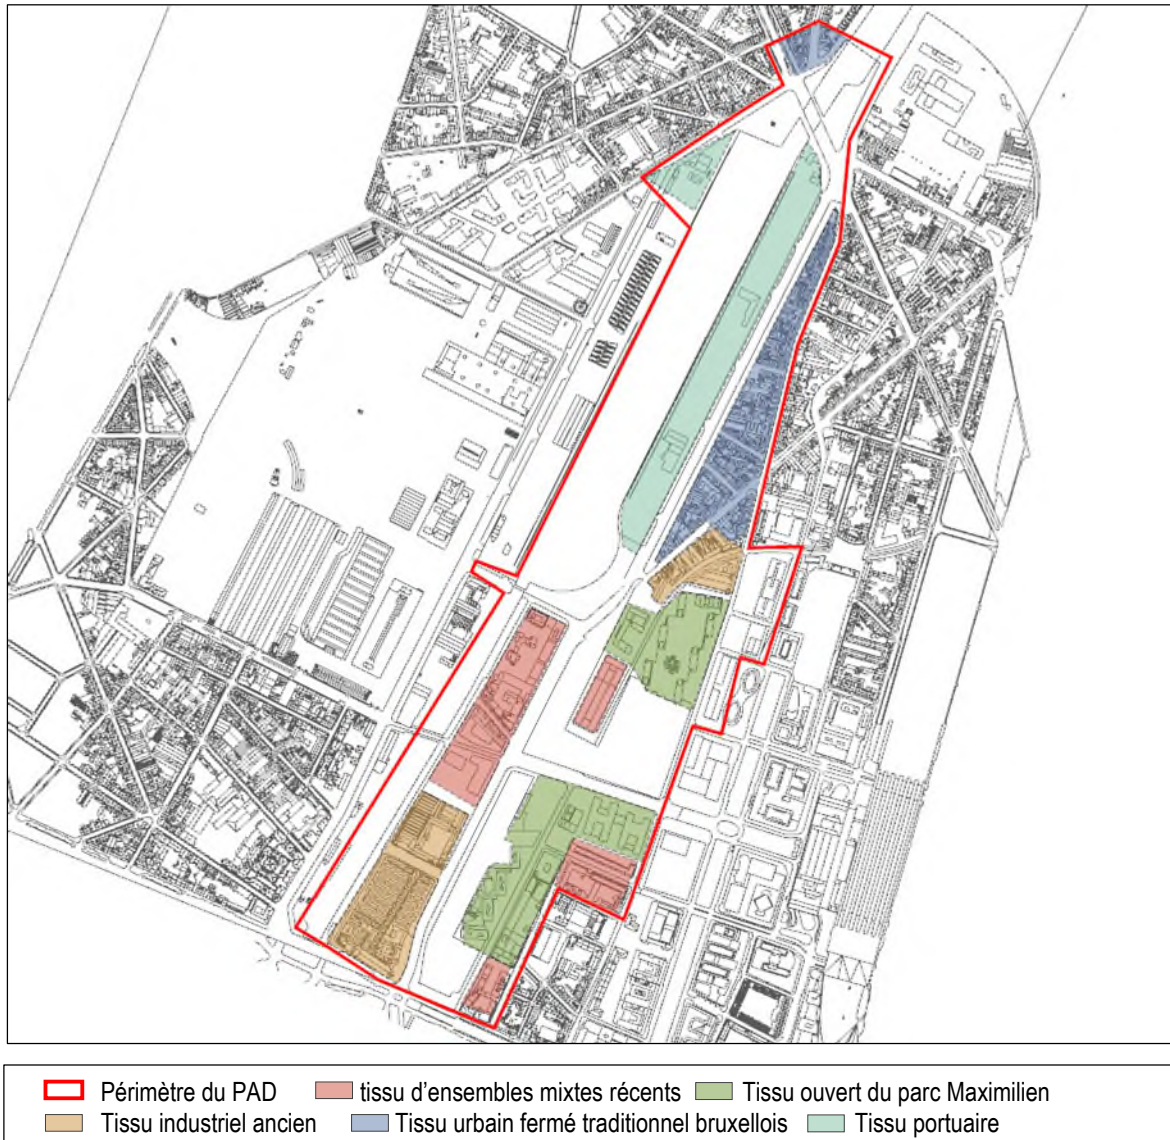 Périmètre du PAD tissu d'ensembles mixtes récents Tissu ouvert du parc Maximilien
Tissu industriel ancien Tissu urbain fermé traditionnel bruxellois Tissu portuaire